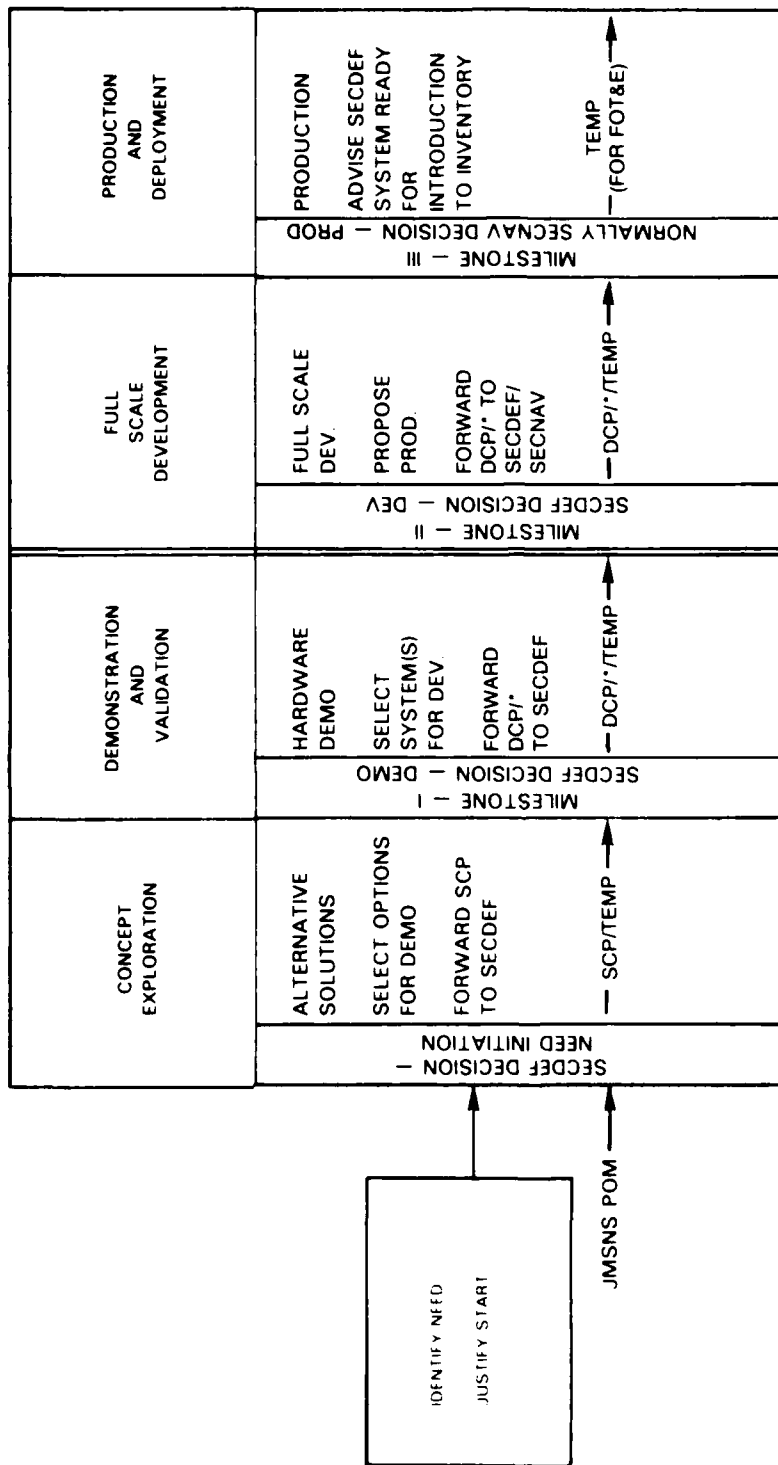 IDENTIFY NEED
JUSTIFY START
JMSNS POM
CONCEPT
EXPLORATION
SECDEF DECISION –
NEED INITIATION
ALTERNATIVE
SOLUTIONS
SELECT OPTIONS
FOR DEMO
FORWARD SCP
TO SECDEF
SCP/TEMP
DEMONSTRATION
AND
VALIDATION
MILESTONE – I
SECDEF DECISION – DEMO
HARDWARE
DEMO
SELECT
SYSTEM(S)
FOR DEV.
FORWARD
DCP/*
TO SECDEF
DCP/*/TEMP
FULL
SCALE
DEVELOPMENT
MILESTONE – II
SECDEF DECISION – DEV
FULL SCALE
DEV.
PROPOSE
PROD.
FORWARD
DCP/* TO
SECDEF/
SECNAV
DCP/*/TEMP
PRODUCTION
AND
DEPLOYMENT
MILESTONE – III
NORMALLY SECNAV DECISION – PROD
PRODUCTION
ADVISE SECDEF
SYSTEM READY
FOR
INTRODUCTION
TO INVENTORY
TEMP
(FOR FOT&E)